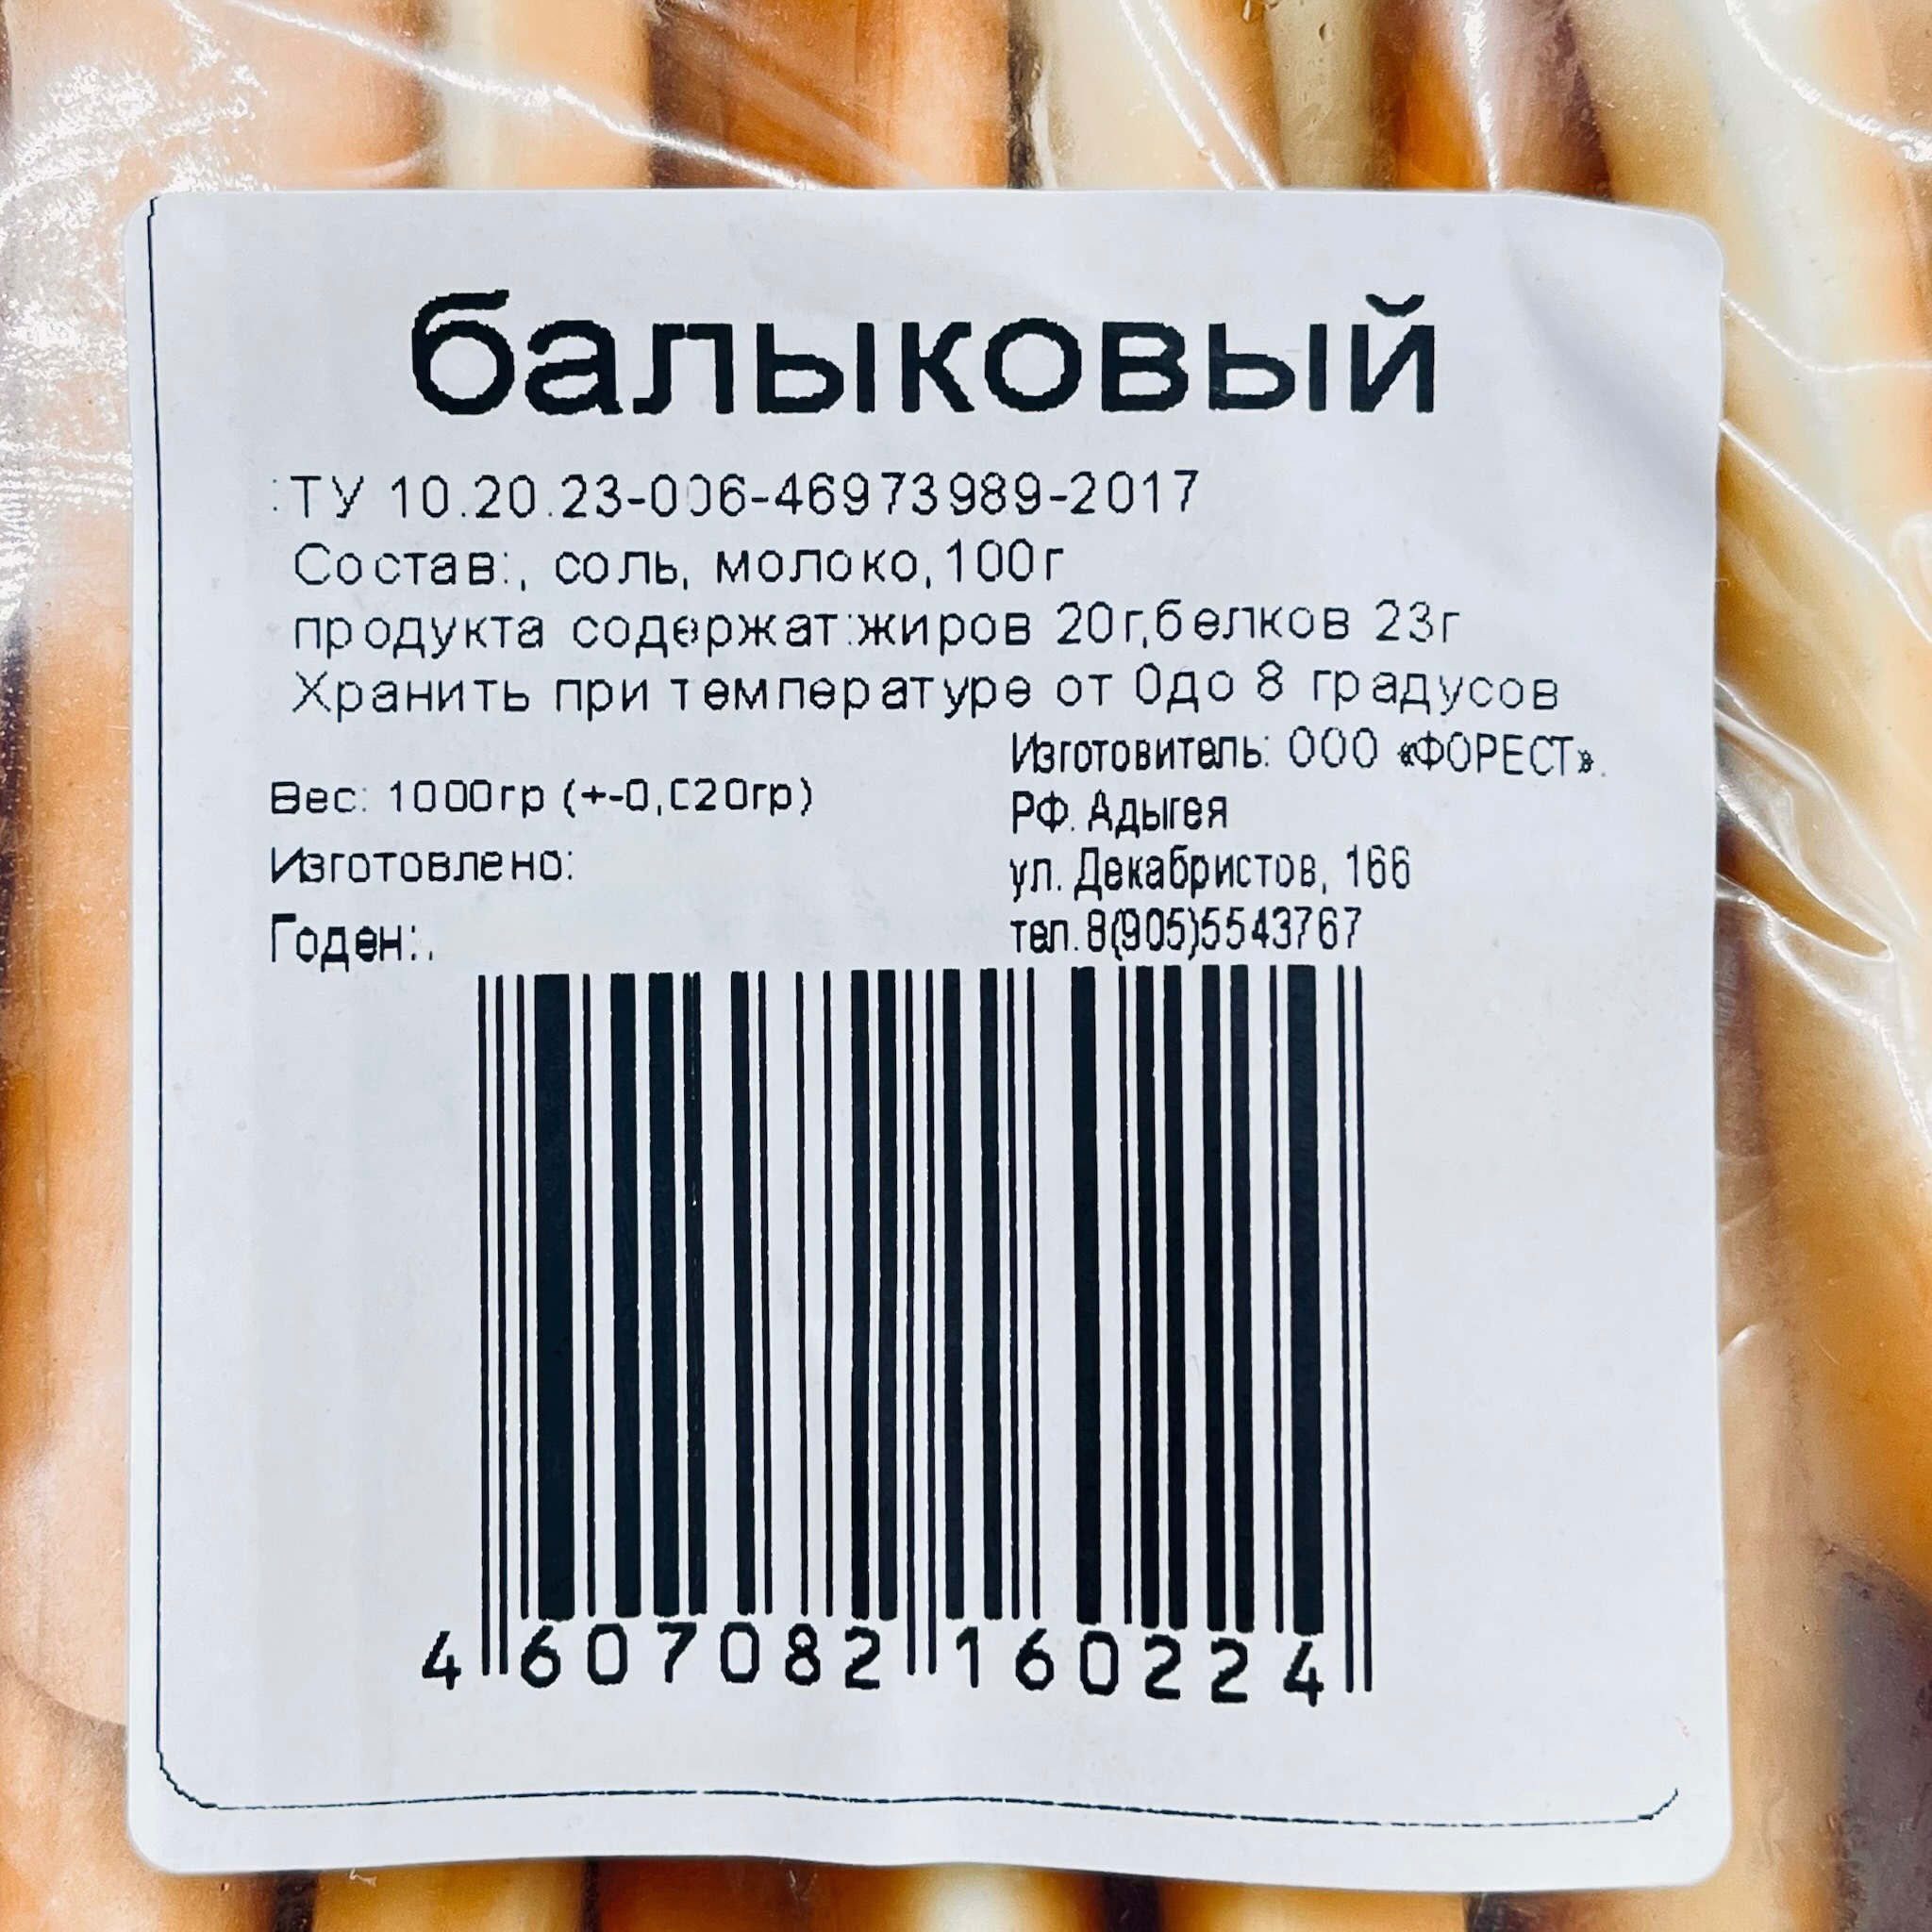 балыковый
:ТУ 10.20.23-006-46973989-2017
Состав:, соль, молоко,100г
продукта содержат:жиров 20г,белков 23г
Хранить при температуре от 0до 8 градусов
Вес: 1000гр (+-0,020гр)
Изготовлено:
Годен:.
Изготовитель: ООО «ФОРЕСТ».
РФ. Адыгея
ул. Декабристов, 166
тел.8(905)5543767
4 607082 160224